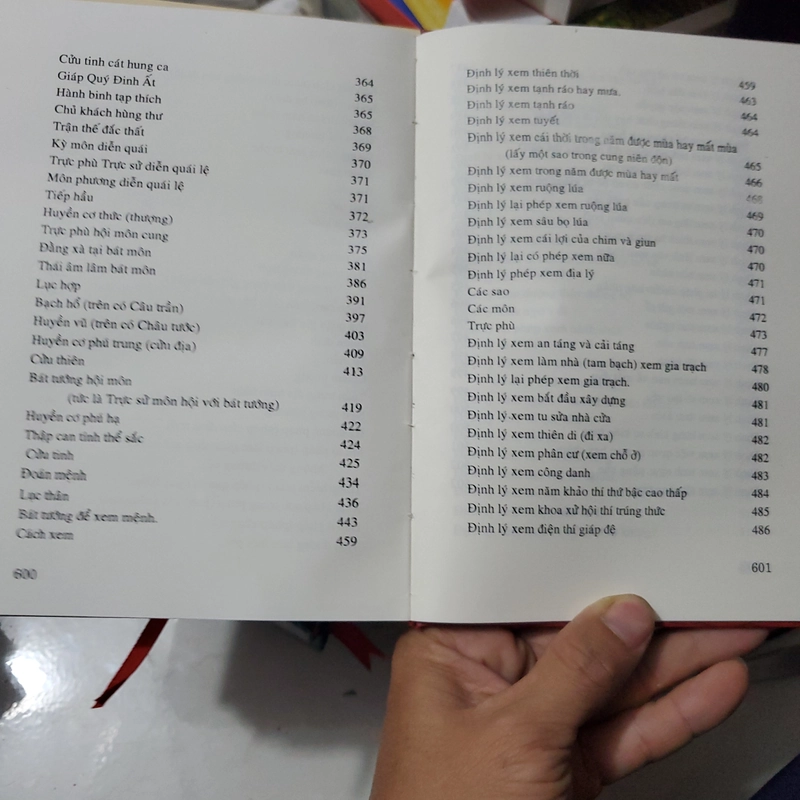 Cửu tinh cát hung ca 364
Giáp Quý Đinh Ất 365
Hành binh tạp thích 365
Chủ khách hùng thư 368
Trận thế đắc thất 369
Kỳ môn diễn quái 370
Trực phù Trực sử diễn quái lệ 371
Môn phương diễn quái lệ 371
Tiếp hầu 372
Huyền cơ thức (thượng) 373
Trực phù hội môn cung 375
Đằng xà tại bát môn 381
Thái âm lâm bát môn 386
Lục hợp 391
Bạch hổ (trên có Câu trần) 397
Huyền vũ (trên có Châu tước) 403
Huyền cơ phú trung (cửu địa) 409
Cửu thiên 413
Bát tướng hội môn
(tức là Trực sử môn hội với bát tướng) 419
Huyền cơ phú hạ 422
Thập can tinh thể sắc 424
Cửu tinh 425
Đoán mệnh 434
Lục thân 436
Bát tướng để xem mệnh. 443
Cách xem 459
600
Định lý xem thiên thời 459
Định lý xem tạnh ráo hay mưa. 463
Định lý xem tạnh ráo 464
Định lý xem tuyết 464
Định lý xem cái thời trong năm được mùa hay mất mùa
(lấy một sao trong cung niên độn) 465
Định lý xem trong năm được mùa hay mất 466
Định lý xem ruộng lúa 468
Định lý lại phép xem ruộng lúa 469
Định lý xem sâu bọ lúa 470
Định lý xem cái lợi của chim và giun 470
Định lý lại có phép xem nữa 470
Định lý phép xem địa lý 471
Các sao 471
Các môn 472
Trực phù 473
Định lý xem an táng và cải táng 477
Định lý xem làm nhà (tam bạch) xem gia trạch 478
Định lý lại phép xem gia trạch. 480
Định lý xem bắt đầu xây dựng 481
Định lý xem tu sửa nhà cửa 481
Định lý xem thiên di (đi xa) 482
Định lý xem phân cư (xem chỗ ở) 482
Định lý xem công danh 483
Định lý xem năm khảo thí thứ bậc cao thấp 484
Định lý xem khoa xử hội thí trúng thức 485
Định lý xem điện thí giáp đệ 486
601